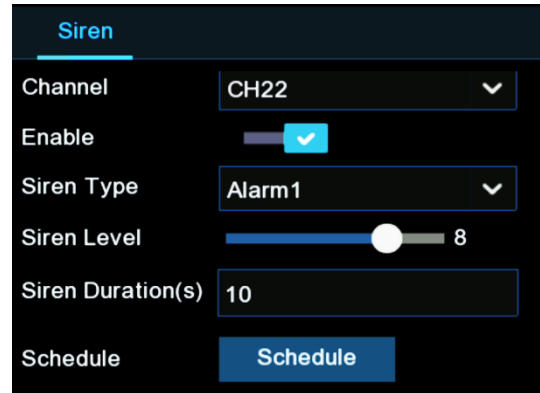 Siren
Channel CH22
Enable
Siren Type Alarm1
Siren Level 8
Siren Duration(s) 10
Schedule Schedule